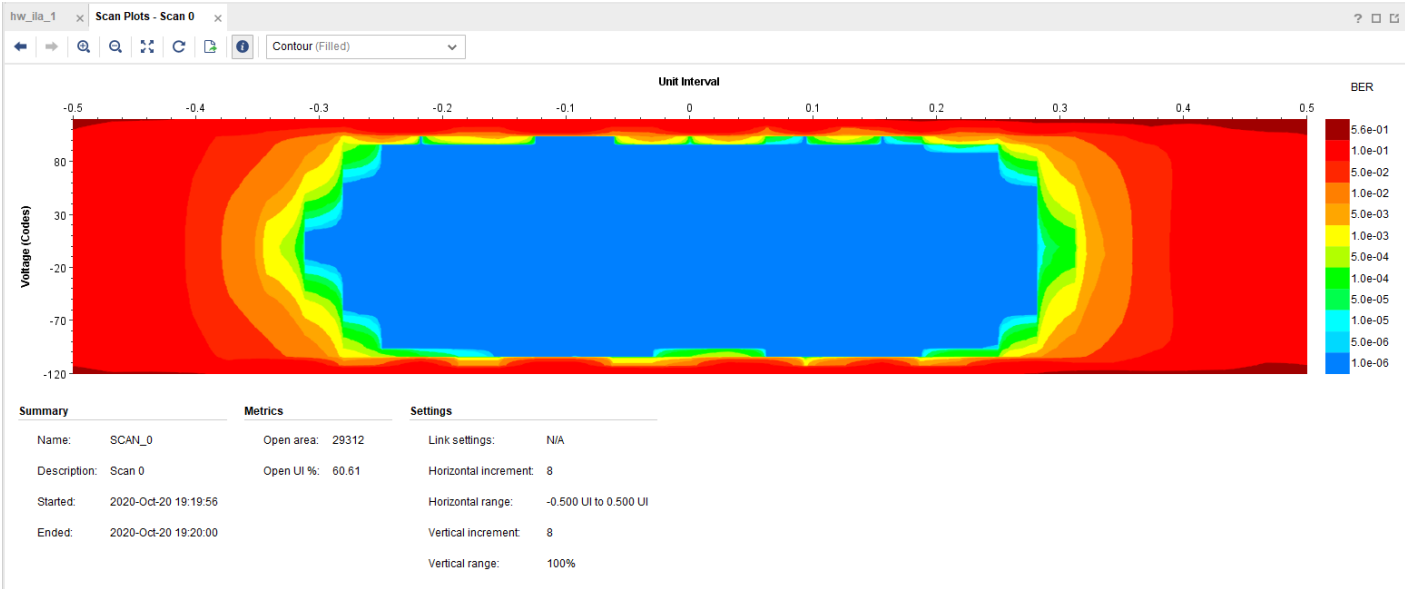 hw_ila_1 × Scan Plots - Scan 0 ×
? 
Contour (Filled)
Unit Interval
BER
-0.5 -0.4 -0.3 -0.2 -0.1 0 0.1 0.2 0.3 0.4 0.5
Voltage (Codes)
80
30
-20
-70
-120
5.6e-01
1.0e-01
5.0e-02
1.0e-02
5.0e-03
1.0e-03
5.0e-04
1.0e-04
5.0e-05
1.0e-05
5.0e-06
1.0e-06
Summary
Name: SCAN_0
Description: Scan 0
Started: 2020-Oct-20 19:19:56
Ended: 2020-Oct-20 19:20:00
Metrics
Open area: 29312
Open UI %: 60.61
Settings
Link settings: N/A
Horizontal increment: 8
Horizontal range: -0.500 UI to 0.500 UI
Vertical increment: 8
Vertical range: 100%